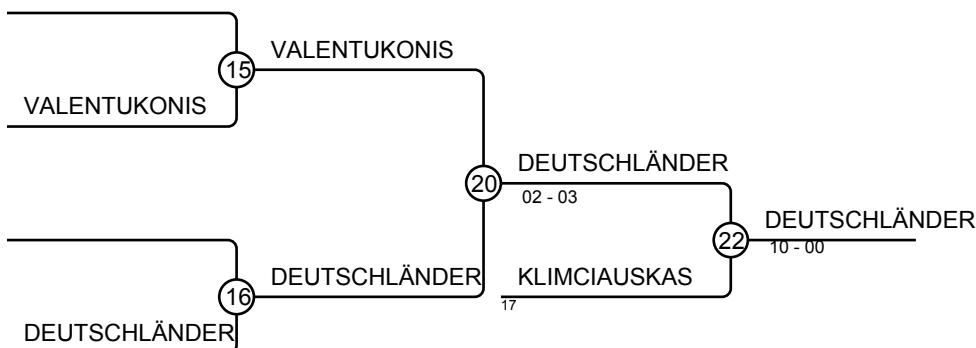 VALENTUKONIS
15
VALENTUKONIS
DEUTSCHLÄNDER
20
02 - 03
DEUTSCHLÄNDER
22
10 - 00
DEUTSCHLÄNDER
KLIMCIAUSKAS
16
17
DEUTSCHLÄNDER